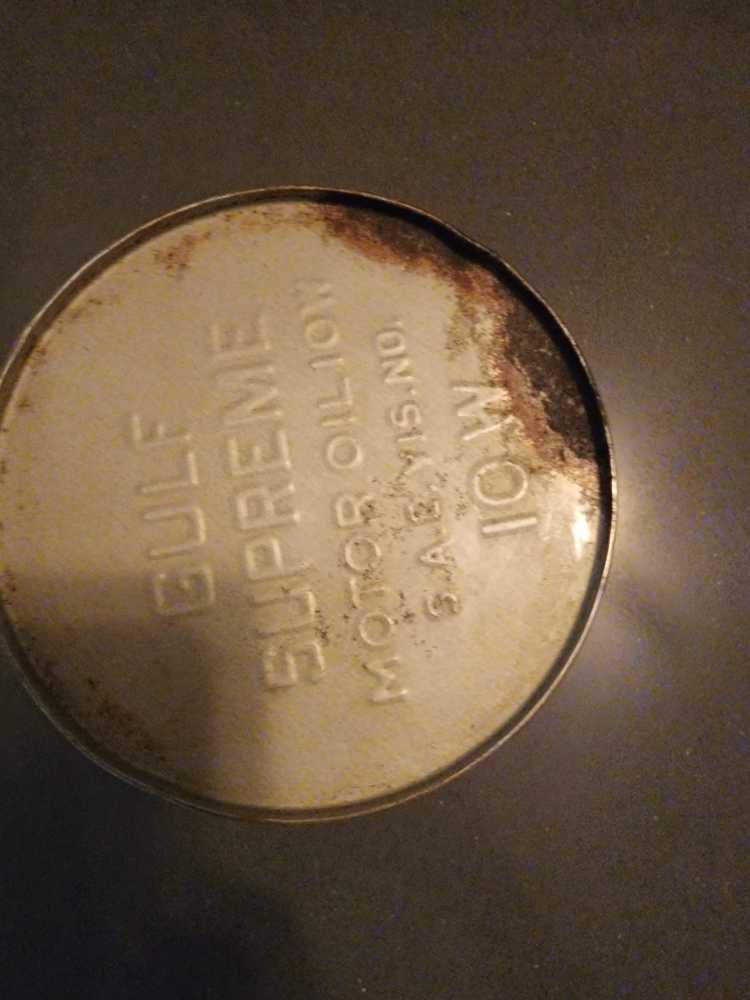 GULF
SUPREME
MOTOR OIL 10W
S.A.E. VIS. NO.
10W